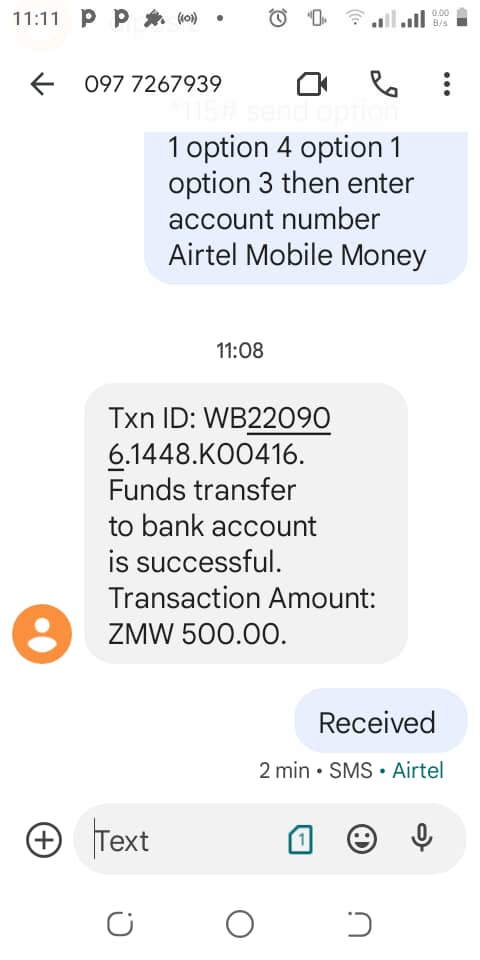 11:11
0.00
B/s
097 7267939
*115# send option
1 option 4 option 1
option 3 then enter
account number
Airtel Mobile Money
11:08
Txn ID: WB22090
6.1448.K00416.
Funds transfer
to bank account
is successful.
Transaction Amount:
ZMW 500.00.
Received
2 min • SMS • Airtel
1
Text